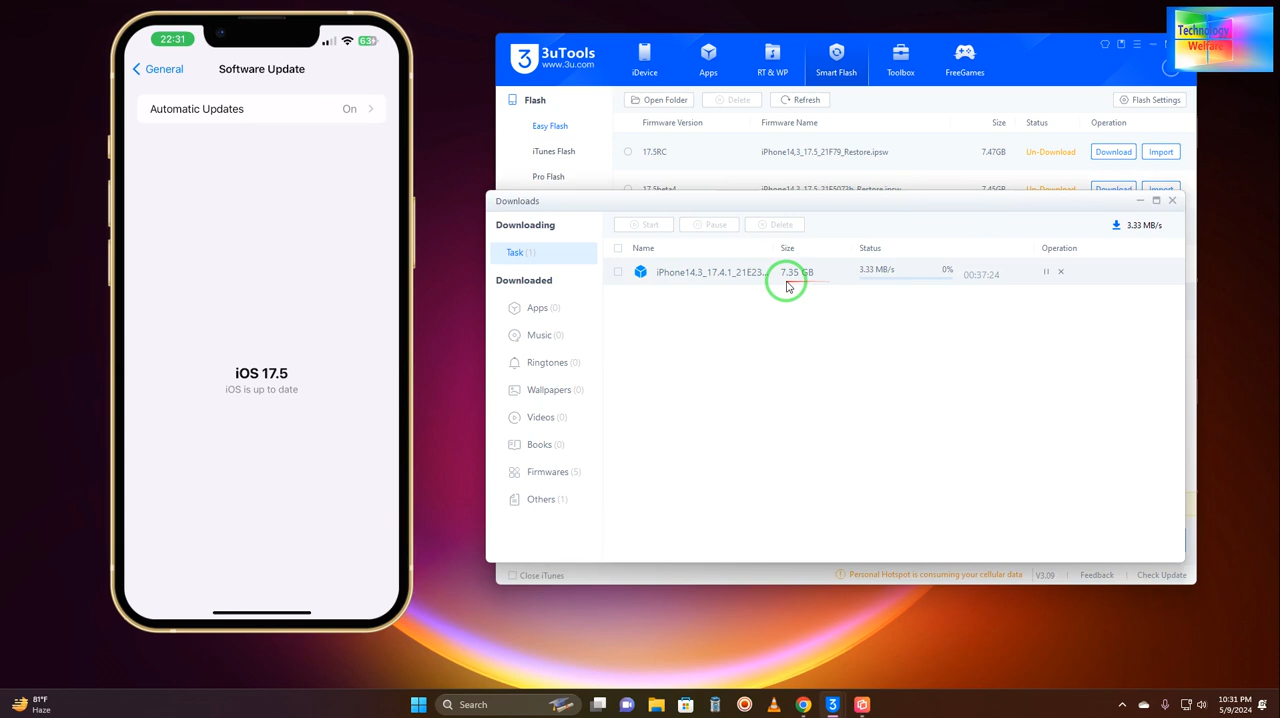 22:31
63
General
Software Update
Automatic Updates On
iOS 17.5
iOS is up to date
3uTools
www.3u.com
iDevice
Apps
RT & WP
Smart Flash
Toolbox
FreeGames
Technology
Welfare
Flash
Easy Flash
iTunes Flash
Pro Flash
Open Folder
Delete
Refresh
Flash Settings
Firmware Version Firmware Name Size Status Operation
17.5RC iPhone14,3_17.5_21F79_Restore.ipsw 7.47GB Un-Download Download Import
Downloads
Downloading
Task (1)
Downloaded
Apps (0)
Music (0)
Ringtones (0)
Wallpapers (0)
Videos (0)
Books (0)
Firmwares (5)
Others (1)
Start
Pause
Delete
3.33 MB/s
Name Size Status Operation
iPhone14,3_17.4.1_21E23... 7.35 GB 3.33 MB/s 0% 00:37:24
Close iTunes
Personal Hotspot is consuming your cellular data
V3.09
Feedback
Check Update
81°F
Haze
Search
10:31 PM
5/9/2024